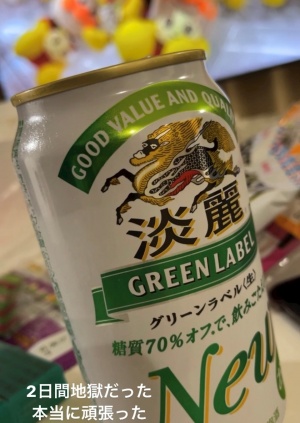 GOOD VALUE AND QUA
淡麗
GREEN LABEL
グリーンラベル〈生〉
糖質70%オフで、飲みごた
New
2日間地獄だった
本当に頑張った